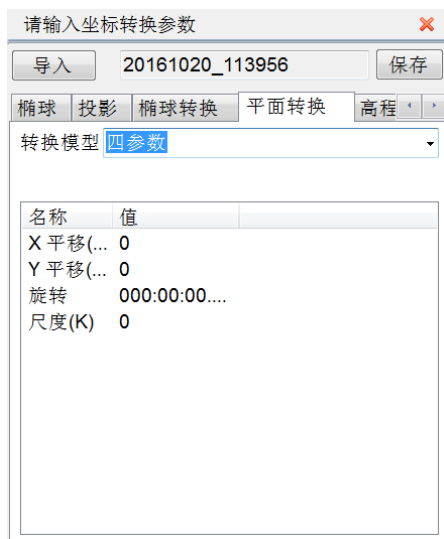 请输入坐标转换参数
导入 20161020_113956 保存
椭球 投影 椭球转换 平面转换 高程
转换模型 四参数
名称 值
X 平移(... 0
Y 平移(... 0
旋转 000:00:00....
尺度(K) 0